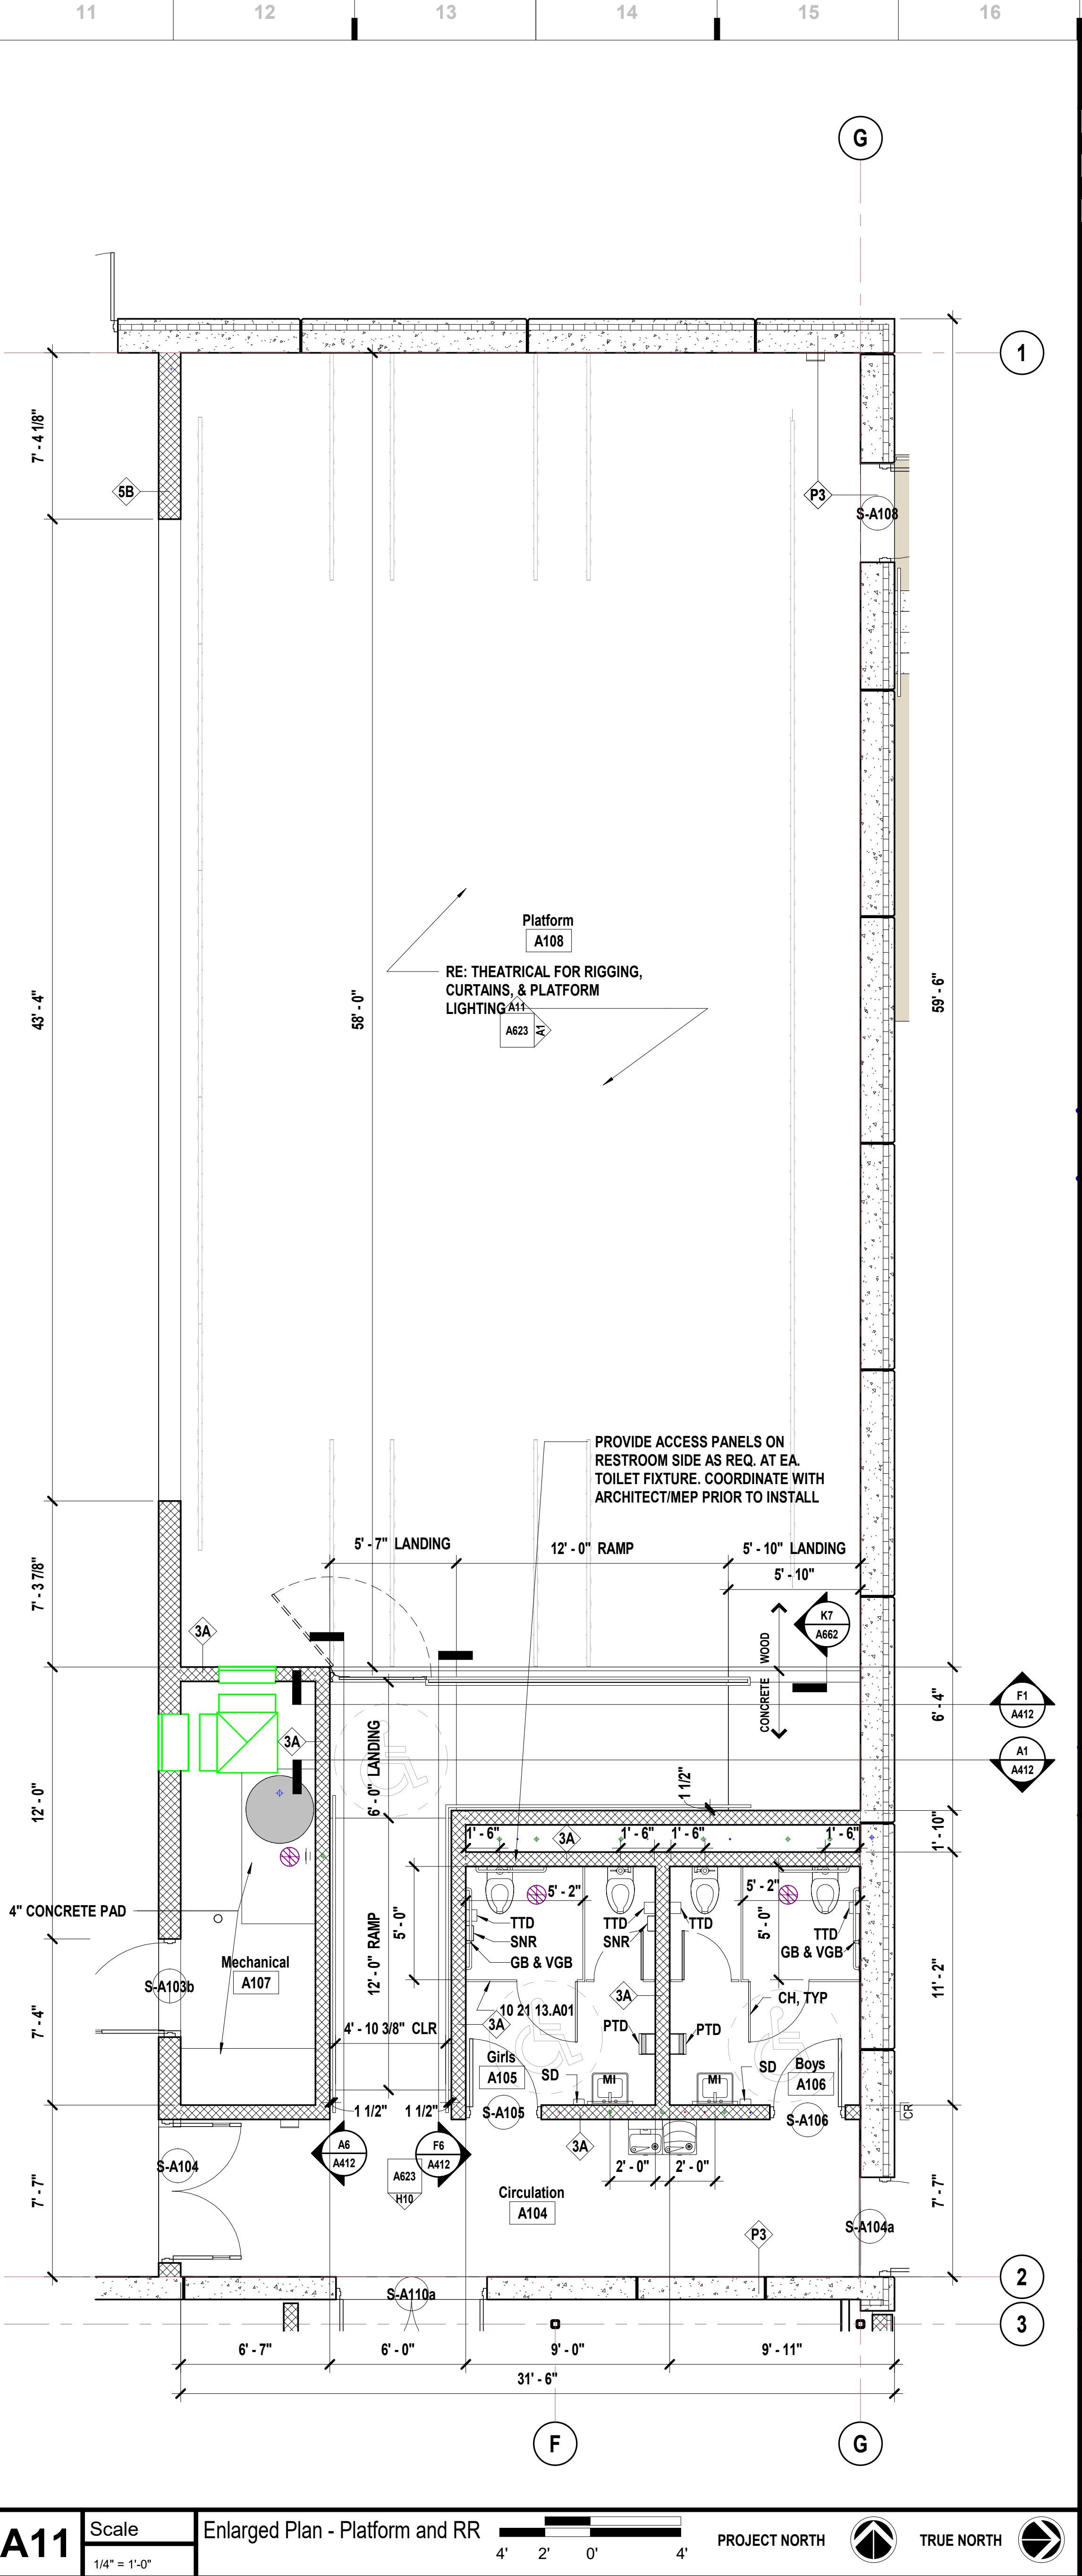 11
12
13
14
15
16
G
1
7' - 4 1/8"
5B
P3
S-A108
Platform
A108
RE: THEATRICAL FOR RIGGING,
CURTAINS, & PLATFORM
LIGHTING
A11
A623
A1
43' - 4"
58' - 0"
59' - 6"
PROVIDE ACCESS PANELS ON
RESTROOM SIDE AS REQ. AT EA.
TOILET FIXTURE. COORDINATE WITH
ARCHITECT/MEP PRIOR TO INSTALL
5' - 7" LANDING
12' - 0" RAMP
5' - 10" LANDING
5' - 10"
7' - 3 7/8"
3A
K7
A662
WOOD
CONCRETE
F1
A412
6' - 4"
3A
6' - 0" LANDING
A1
A412
12' - 0"
1 1/2"
1' - 6"
3A
1' - 6"
1' - 6"
1' - 6"
1' - 10"
5' - 2"
5' - 2"
4" CONCRETE PAD
5' - 0"
5' - 0"
TTD
SNR
GB & VGB
TTD
SNR
TTD
TTD
GB & VGB
Mechanical
A107
S-A103b
12' - 0" RAMP
11' - 2"
10 21 13.A01
3A
CH, TYP
7' - 4"
4' - 10 3/8" CLR
3A
PTD
PTD
Girls
A105
SD
MI
MI
SD
Boys
A106
1 1/2"
1 1/2"
S-A105
S-A106
CR
A6
A412
F6
A412
3A
S-A104
A623
H10
2' - 0"
2' - 0"
7' - 7"
Circulation
A104
7' - 7"
S-A104a
P3
2
S-A110a
3
6' - 7"
6' - 0"
9' - 0"
9' - 11"
31' - 6"
F
G
A11
Scale
1/4" = 1'-0"
Enlarged Plan - Platform and RR
4'
2'
0'
4'
PROJECT NORTH
TRUE NORTH